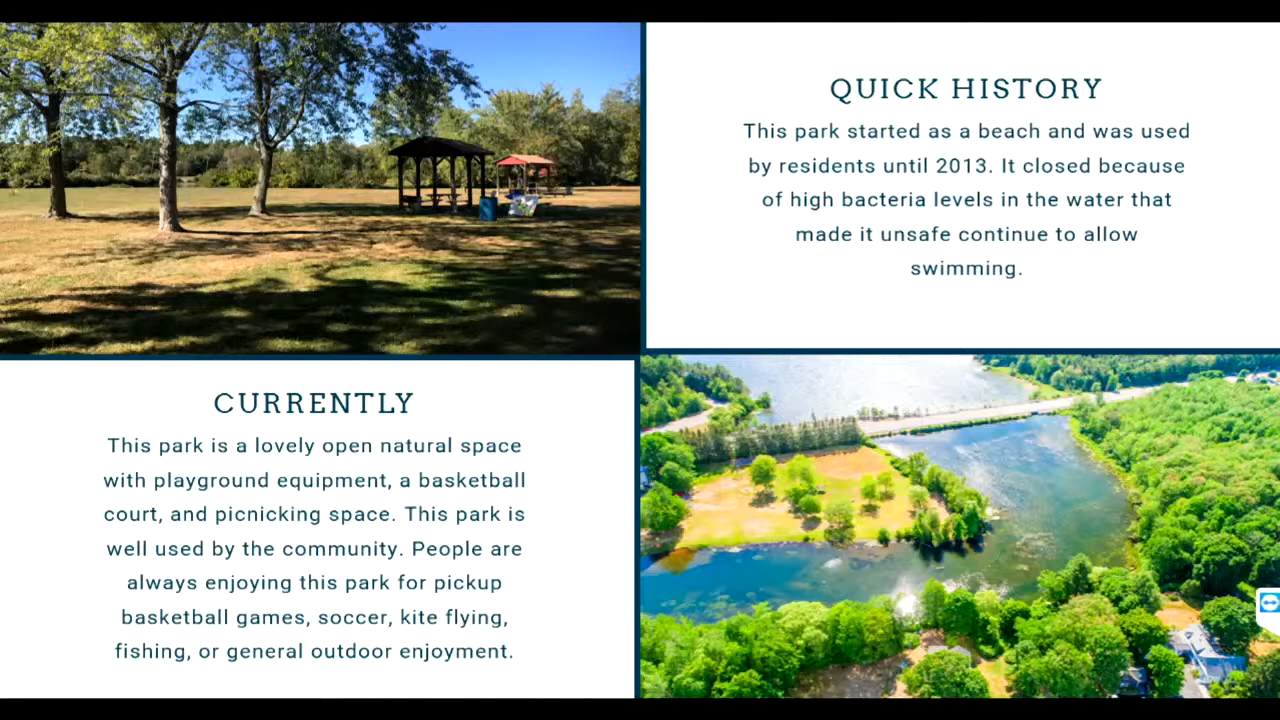 QUICK HISTORY
This park started as a beach and was used
by residents until 2013. It closed because
of high bacteria levels in the water that
made it unsafe continue to allow
swimming.
CURRENTLY
This park is a lovely open natural space
with playground equipment, a basketball
court, and picnicking space. This park is
well used by the community. People are
always enjoying this park for pickup
basketball games, soccer, kite flying,
fishing, or general outdoor enjoyment.